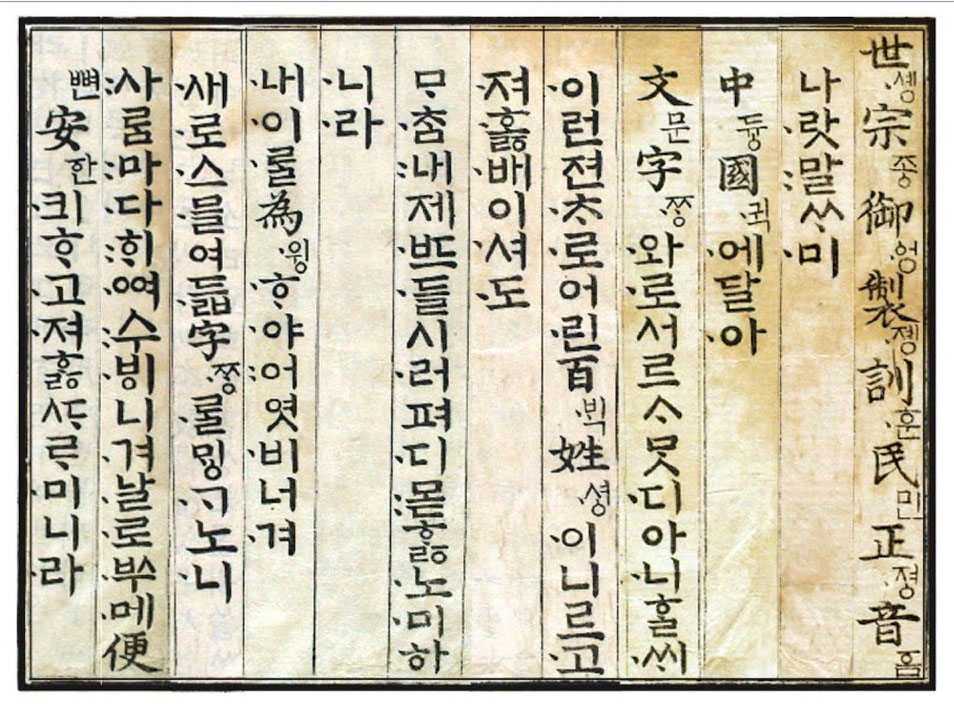 世솅宗종御엉製졩訓훈民민正졍音ᅙᅳᆷ
나랏말ᄊᆞ미
中듕國귁에달아
文문字ᄍᆞᆼ와로서르ᄉᆞᄆᆞᆺ디아니ᄒᆞᆯᄊᆡ
이런젼ᄎᆞ로어린百ᄇᆡᆨ姓셩이니르고
져ᄒᆞᇙ배이셔도
ᄆᆞᄎᆞᆷ내제ᄠᅳ들시러펴디몯ᄒᆞᇙ노미하
니라
내이ᄅᆞᆯ為윙ᄒᆞ야어엿비너겨
새로스믈여듧字ᄍᆞᆼᄅᆞᆯᄆᆡᇰᄀᆞ노니
사ᄅᆞᆷ마다ᄒᆡᅇᅧ수ᄫᅵ니겨날로ᄡᅮ메便
뼌安ᅙᅡᆫ킈ᄒᆞ고져ᄒᆞᇙᄯᆞᄅᆞ미니라